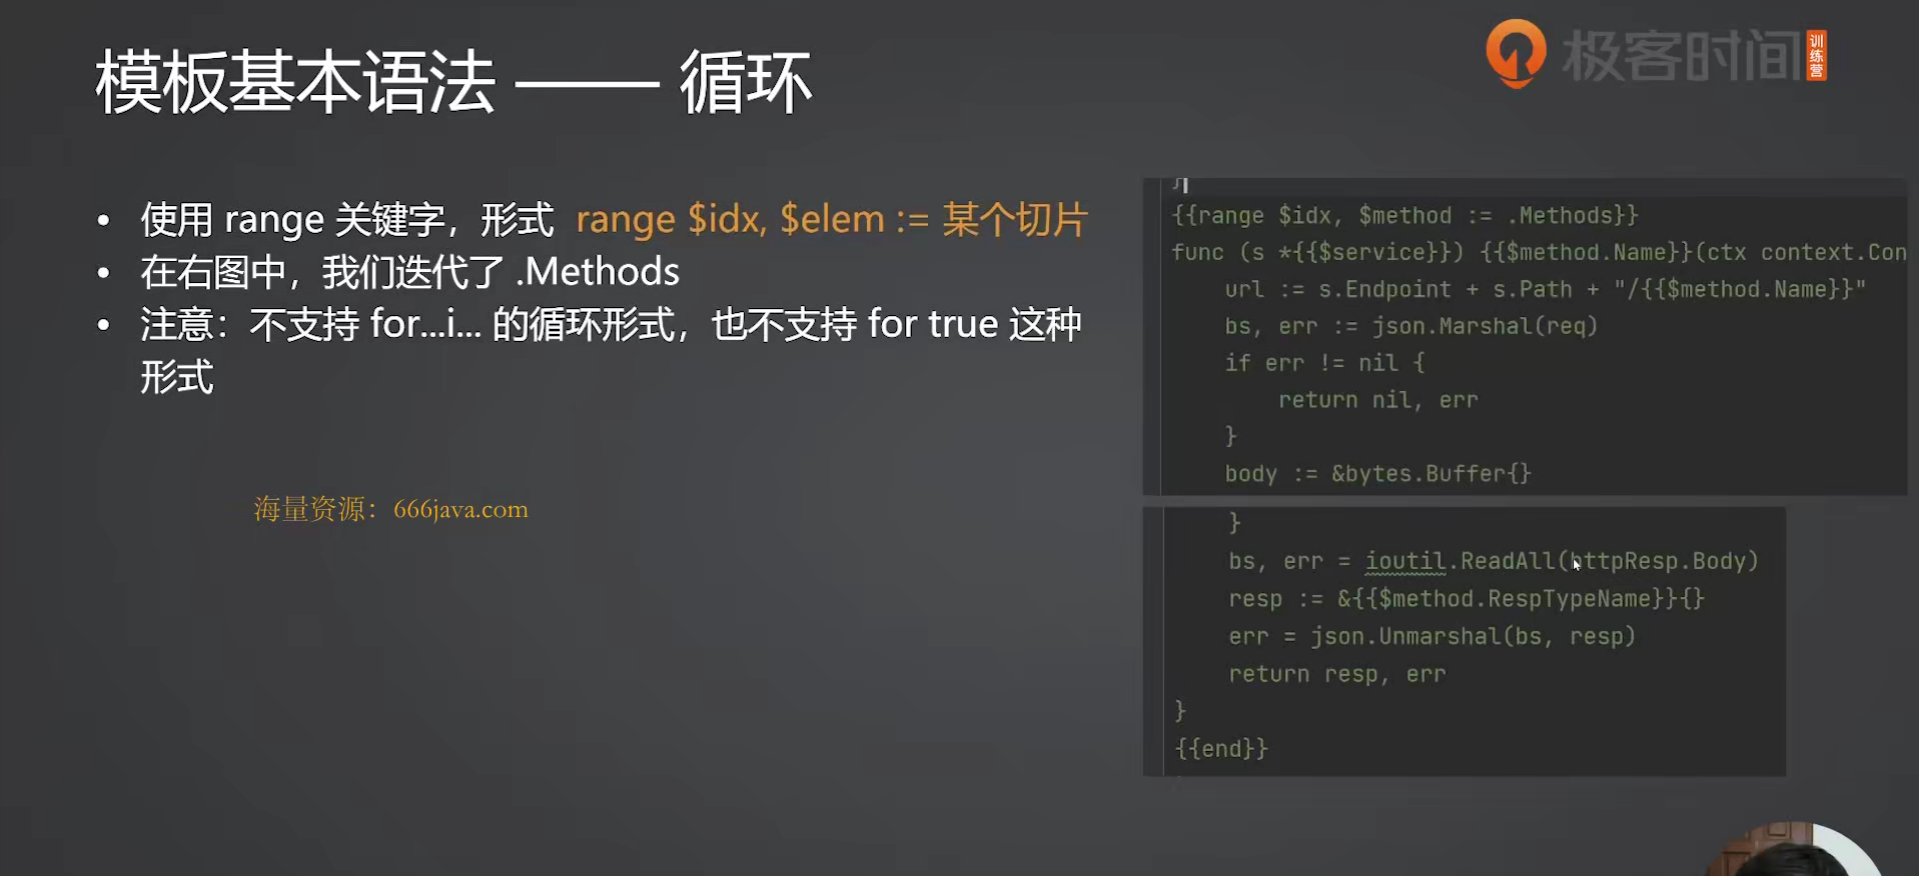 模板基本语法 —— 循环
极客时间
训练营
• 使用 range 关键字，形式 range $idx, $elem := 某个切片
• 在右图中，我们迭代了 .Methods
• 注意：不支持 for...i... 的循环形式，也不支持 for true 这种
形式
海量资源：666java.com
{{range $idx, $method := .Methods}}
func (s *{{$service}}) {{$method.Name}}(ctx context.Con
url := s.Endpoint + s.Path + "/{{$method.Name}}"
bs, err := json.Marshal(req)
if err != nil {
return nil, err
}
body := &bytes.Buffer{}
}
bs, err = ioutil.ReadAll(httpResp.Body)
resp := &{{$method.RespTypeName}}{}
err = json.Unmarshal(bs, resp)
return resp, err
}
{{end}}